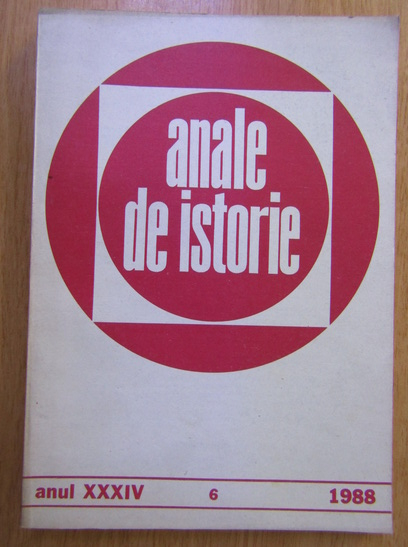 anale
de istorie
anul XXXIV 6 1988